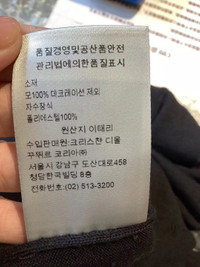 품질경영및공산품안전
관리법에의한품질표시
소재
모100% 데코레이션 제외
자수장식
폴리에스텔100%
원산지 이태리
수입판매원: 크리스챤 디올
꾸뛰르 코리아㈜
서울시 강남구 도산대로458
청담한국빌딩 8층
전화번호: (02) 513-3200